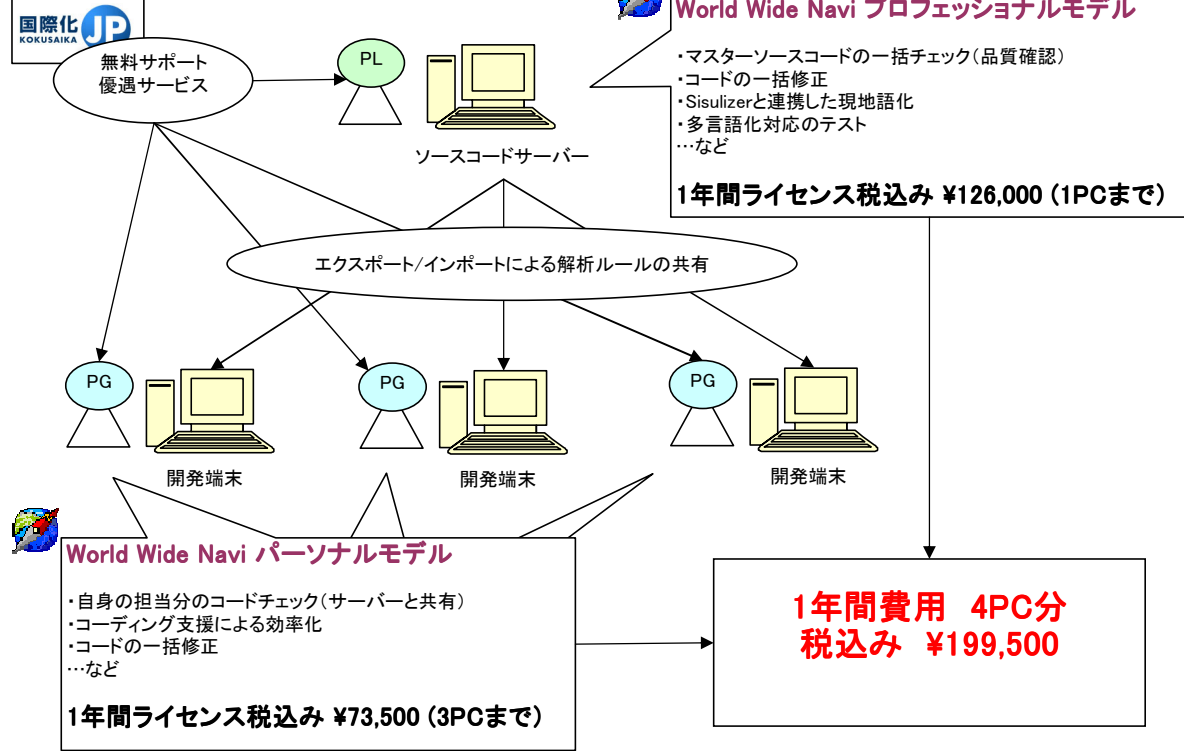 国際化
KOKUSAIKA
JP
無料サポート
優遇サービス
PL
ソースコードサーバー
World Wide Navi プロフェッショナルモデル
・マスターソースコードの一括チェック(品質確認)
・コードの一括修正
・Sisulizerと連携した現地語化
・多言語化対応のテスト
…など
1年間ライセンス税込み ¥126,000 (1PCまで)
エクスポート/インポートによる解析ルールの共有
PG
PG
PG
開発端末
開発端末
開発端末
World Wide Navi パーソナルモデル
・自身の担当分のコードチェック(サーバーと共有)
・コーディング支援による効率化
・コードの一括修正
…など
1年間ライセンス税込み ¥73,500 (3PCまで)
1年間費用 4PC分
税込み ¥199,500